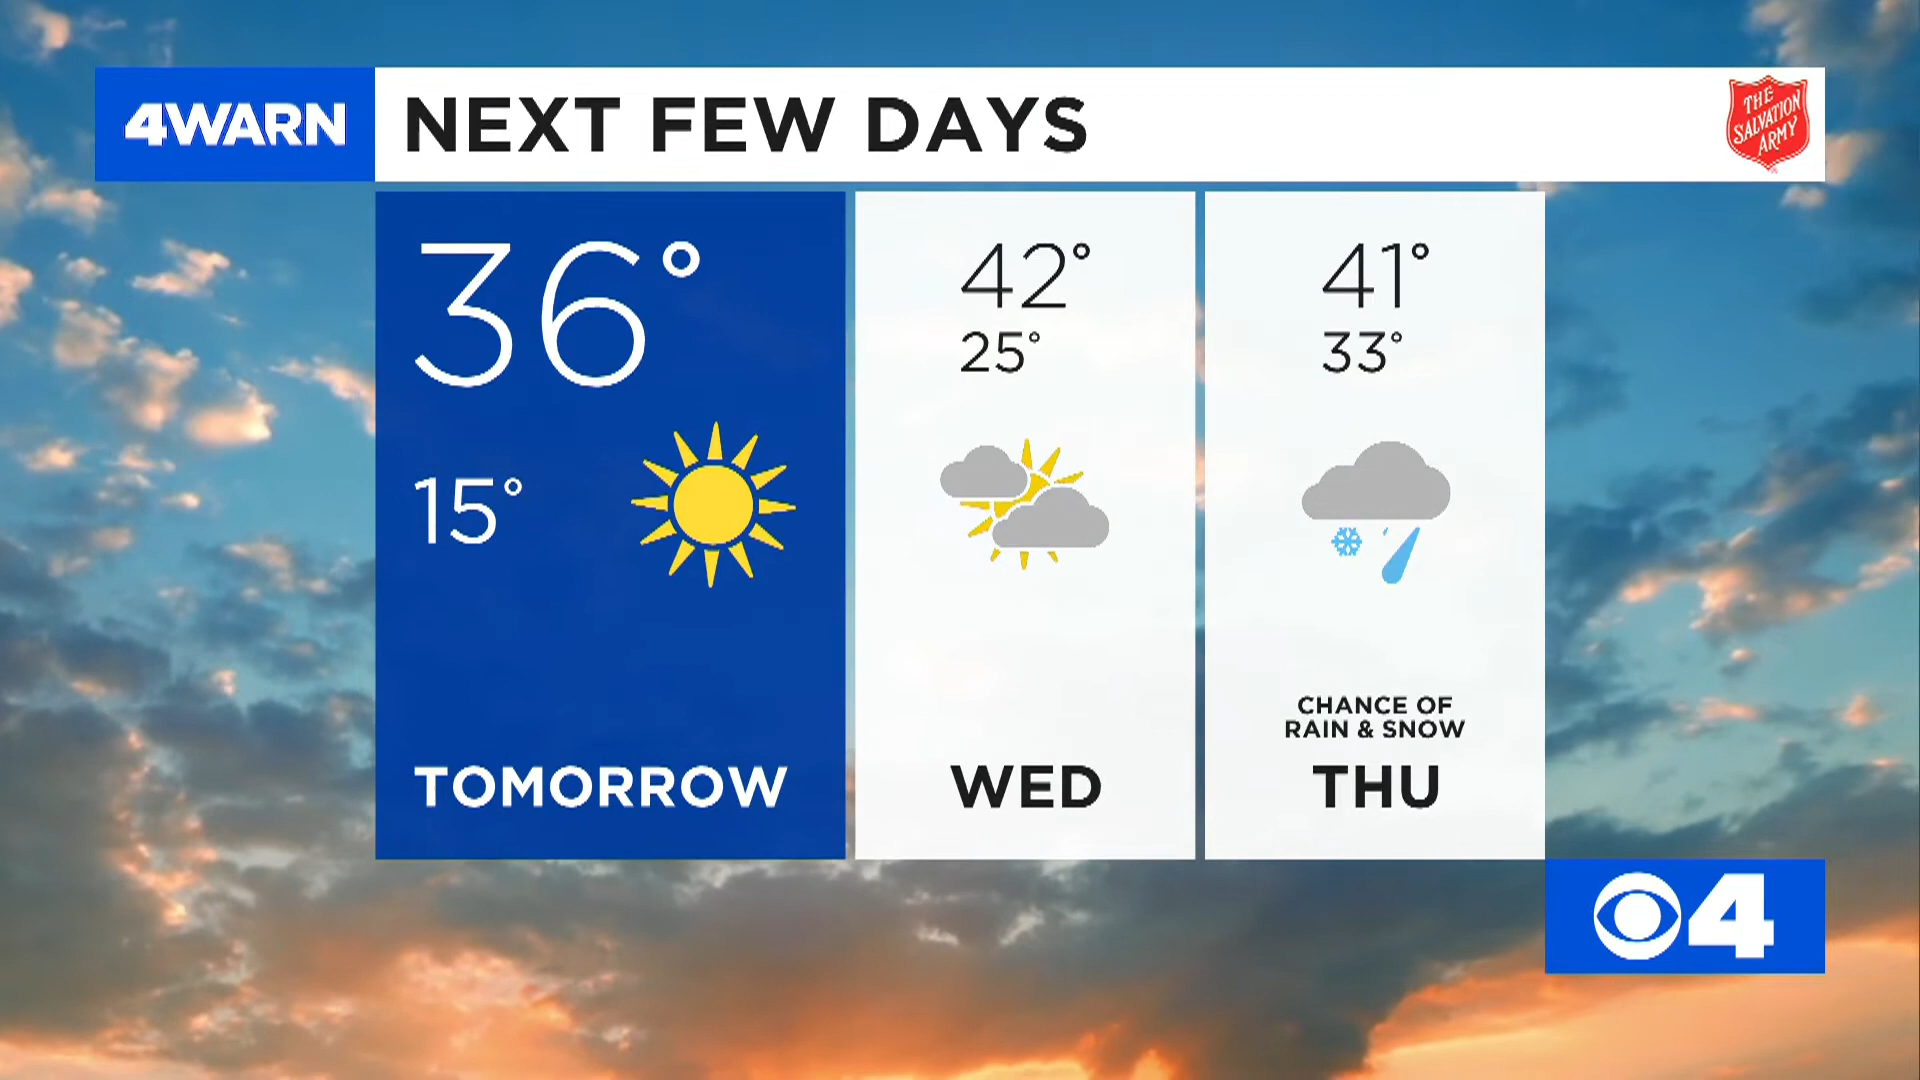 4WARN
NEXT FEW DAYS
THE
SALVATION
ARMY
36°
15°
TOMORROW
42°
25°
WED
41°
33°
CHANCE OF
RAIN & SNOW
THU
4